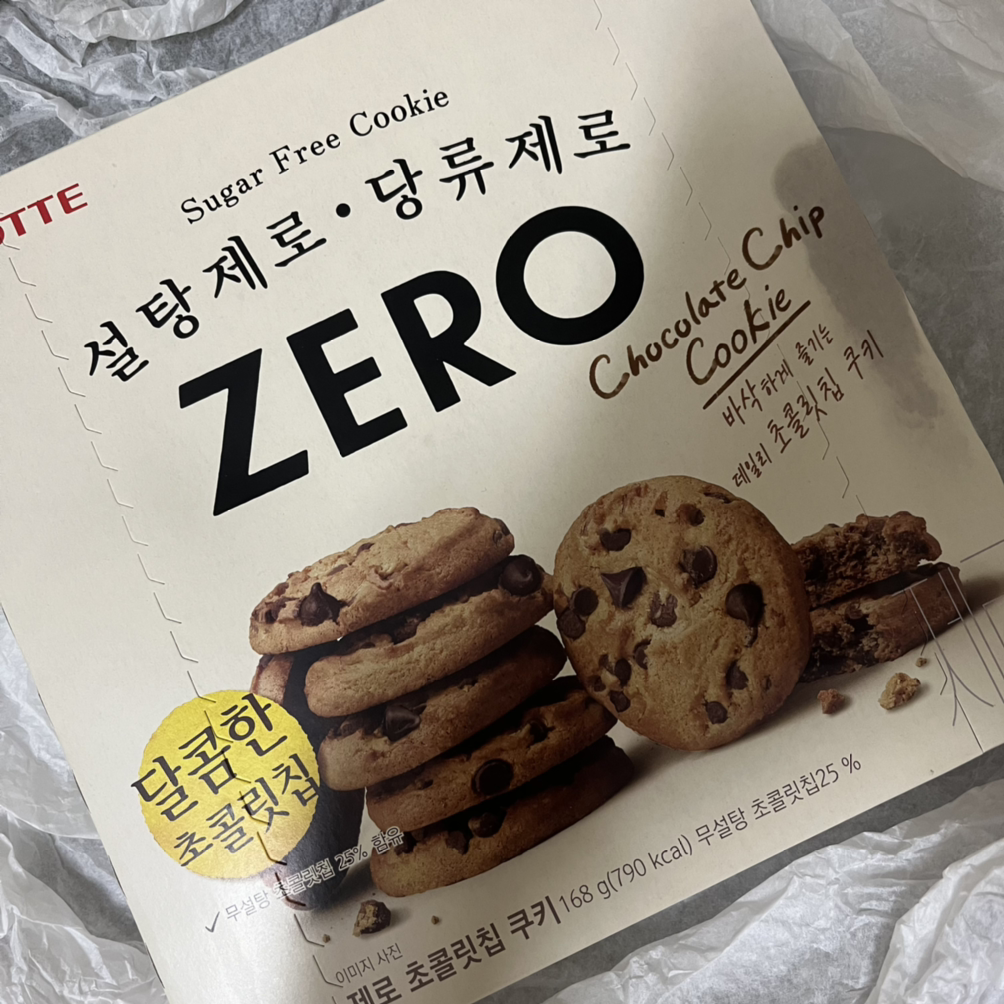 LOTTE
Sugar Free Cookie
설탕제로•당류제로
ZERO
Chocolate Chip
Cookie
바삭하게 즐기는
데일리 초콜릿칩 쿠키
달콤한
초콜릿칩
✓ 무설탕 초콜릿칩 25% 함유
이미지 사진
제로 초콜릿칩 쿠키 168 g(790 kcal) 무설탕 초콜릿칩25 %